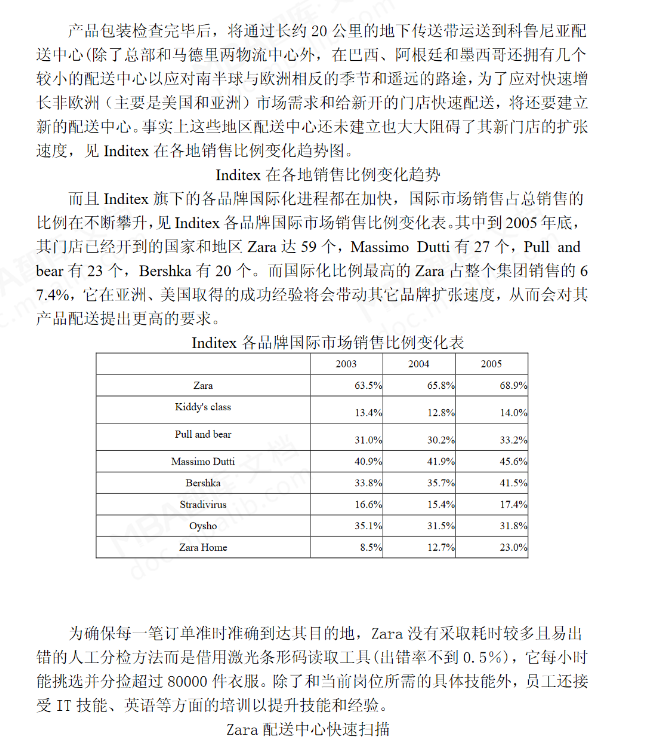 产品包装检查完毕后，将通过长约 20 公里的地下传送带运送到科鲁尼亚配
送中心(除了总部和马德里两物流中心外，在巴西、阿根廷和墨西哥还拥有几个
较小的配送中心以应对南半球与欧洲相反的季节和遥远的路途，为了应对快速增
长非欧洲（主要是美国和亚洲）市场需求和给新开的门店快速配送，将还要建立
新的配送中心。事实上这些地区配送中心还未建立也大大阻碍了其新门店的扩张
速度，见 Inditex 在各地销售比例变化趋势图。
Inditex 在各地销售比例变化趋势
而且 Inditex 旗下的各品牌国际化进程都在加快，国际市场销售占总销售的
比例在不断攀升，见 Inditex 各品牌国际市场销售比例变化表。其中到 2005 年底，
其门店已经开到的国家和地区 Zara 达 59 个，Massimo Dutti 有 27 个，Pull and
bear 有 23 个，Bershka 有 20 个。而国际化比例最高的 Zara 占整个集团销售的 6
7.4%，它在亚洲、美国取得的成功经验将会带动其它品牌扩张速度，从而会对其
产品配送提出更高的要求。
Inditex 各品牌国际市场销售比例变化表
2003 2004 2005
Zara 63.5% 65.8% 68.9%
Kiddy's class 13.4% 12.8% 14.0%
Pull and bear 31.0% 30.2% 33.2%
Massimo Dutti 40.9% 41.9% 45.6%
Bershka 33.8% 35.7% 41.5%
Stradivirus 16.6% 15.4% 17.4%
Oysho 35.1% 31.5% 31.8%
Zara Home 8.5% 12.7% 23.0%
为确保每一笔订单准时准确到达其目的地，Zara 没有采取耗时较多且易出
错的人工分检方法而是借用激光条形码读取工具(出错率不到 0.5%)，它每小时
能挑选并分捡超过 80000 件衣服。除了和当前岗位所需的具体技能外，员工还接
受 IT 技能、英语等方面的培训以提升技能和经验。
Zara 配送中心快速扫描